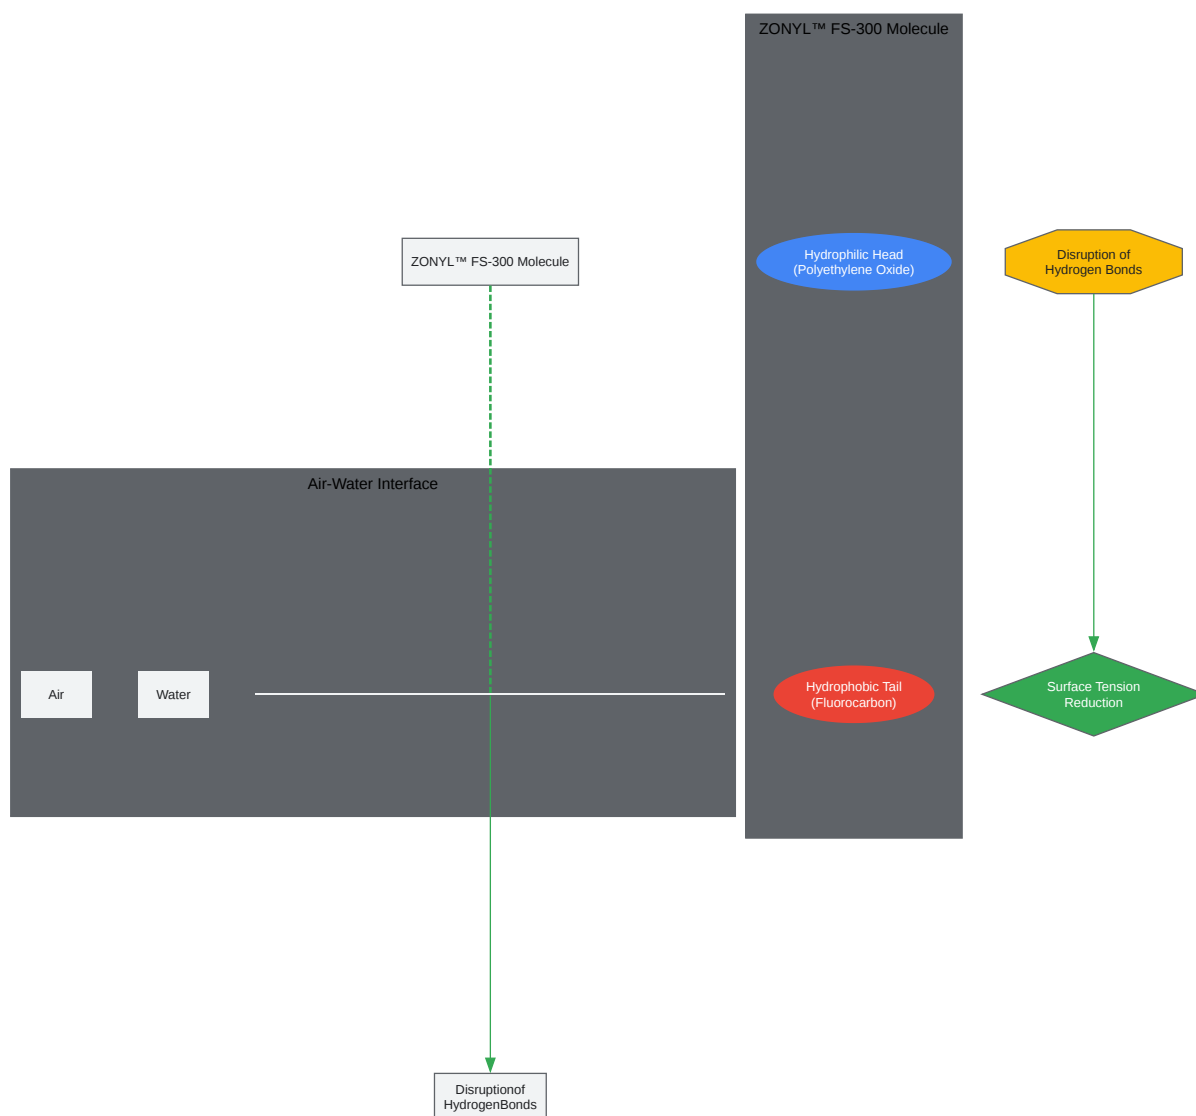 ZONYL™ FS-300 Molecule
ZONYL™ FS-300 Molecule
Hydrophilic Head
(Polyethylene Oxide)
Disruption of
Hydrogen Bonds
Air-Water Interface
Air
Water
Hydrophobic Tail
(Fluorocarbon)
Surface Tension
Reduction
Disruptionof
HydrogenBonds